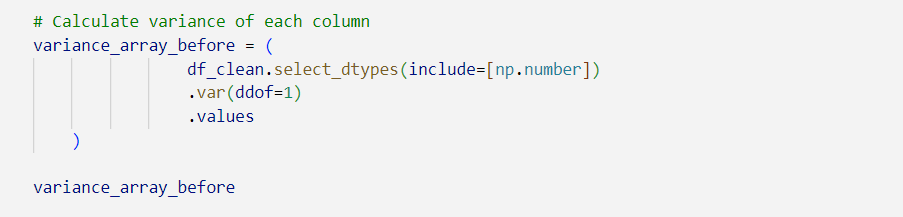 # Calculate variance of each column
variance_array_before = (
df_clean.select_dtypes(include=[np.number])
.var(ddof=1)
.values
)
variance_array_before